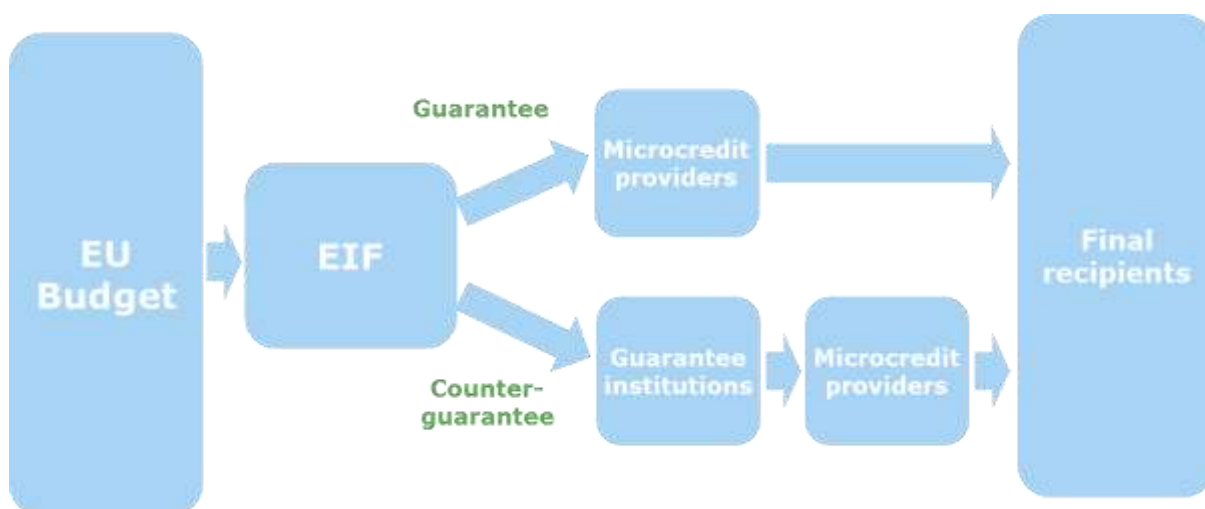 EU
Budget
EIF
Guarantee
Counter-
guarantee
Microcredit
providers
Guarantee
institutions
Microcredit
providers
Final
recipients